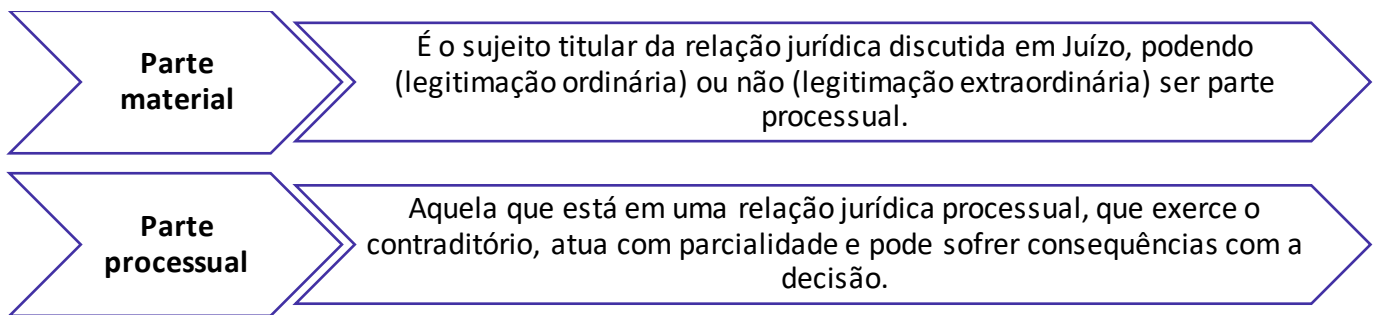 Parte
material
É o sujeito titular da relação jurídica discutida em Juízo, podendo
(legitimação ordinária) ou não (legitimação extraordinária) ser parte
processual.
Parte
processual
Aquela que está em uma relação jurídica processual, que exerce o
contraditório, atua com parcialidade e pode sofrer consequências com a
decisão.